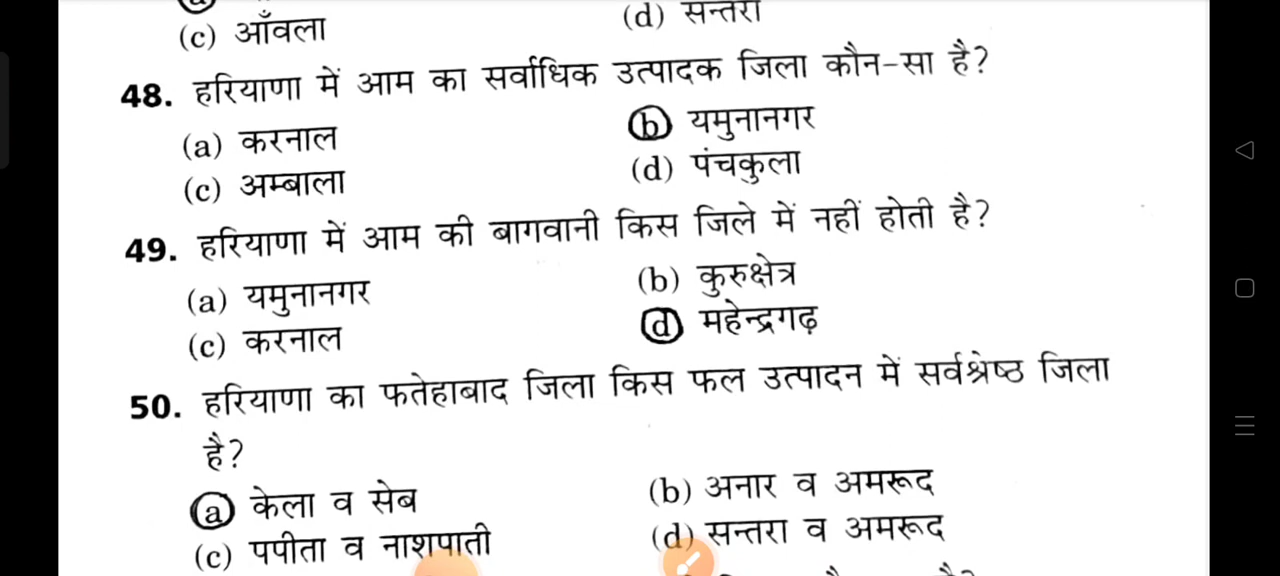 (c) आँवला (d) सन्तरा
48. हरियाणा में आम का सर्वाधिक उत्पादक जिला कौन-सा है?
(a) करनाल (b) यमुनानगर
(c) अम्बाला (d) पंचकुला
49. हरियाणा में आम की बागवानी किस जिले में नहीं होती है?
(a) यमुनानगर (b) कुरुक्षेत्र
(c) करनाल (d) महेन्द्रगढ़
50. हरियाणा का फतेहाबाद जिला किस फल उत्पादन में सर्वश्रेष्ठ जिला
है?
(a) केला व सेब (b) अनार व अमरूद
(c) पपीता व नाशपाती (d) सन्तरा व अमरूद